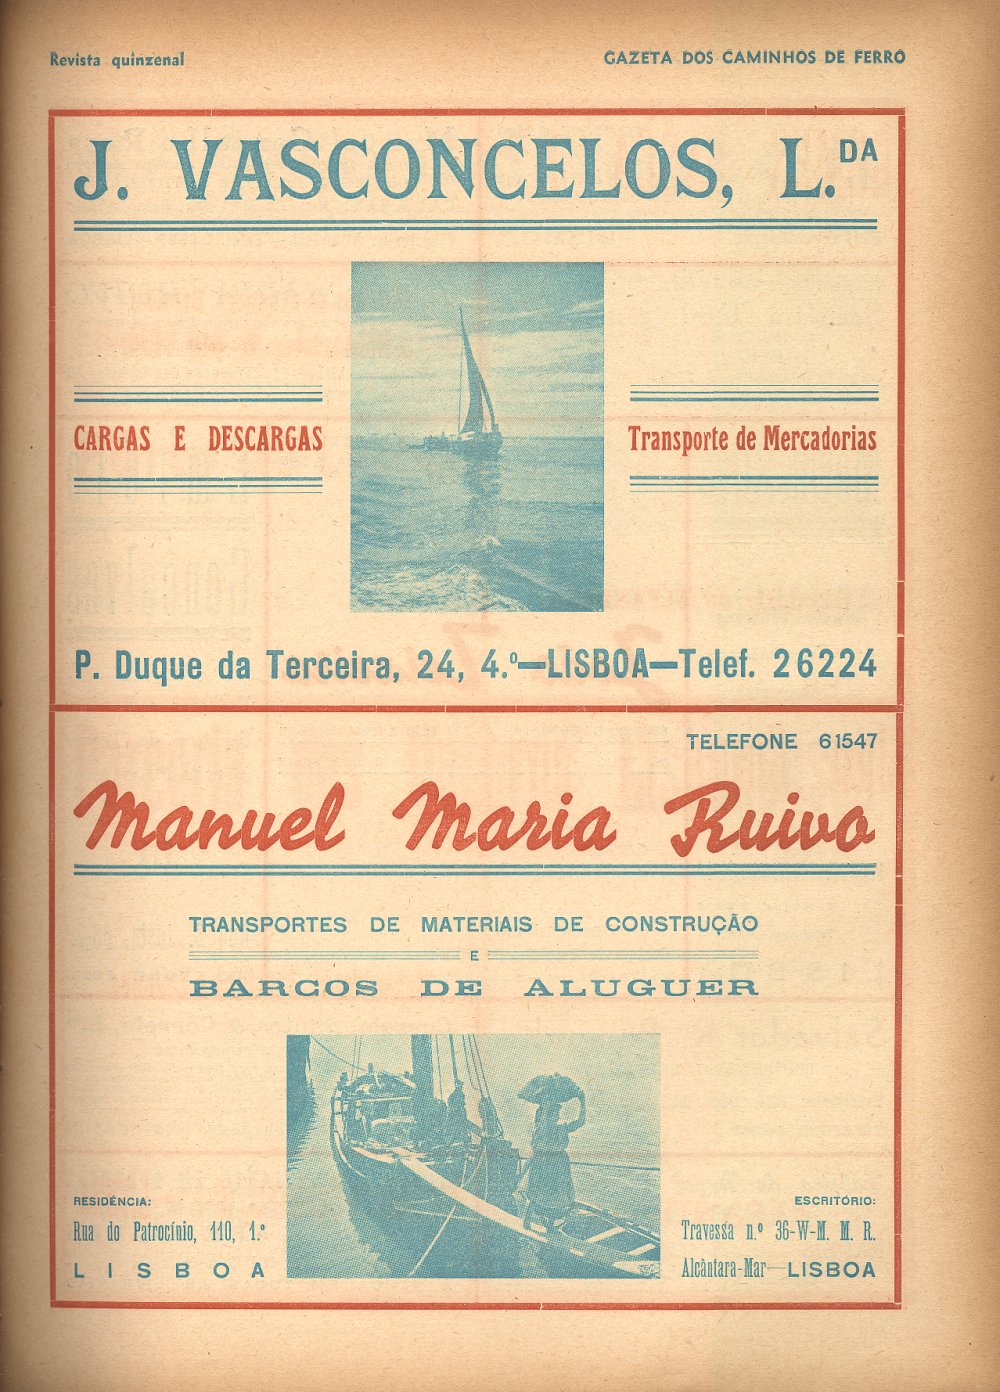 Revista quinzenal
GAZETA DOS CAMINHOS DE FERRO
J. VASCONCELOS, L.DA
CARGAS E DESCARGAS
Transporte de Mercadorias
P. Duque da Terceira, 24, 4.º—LISBOA—Telef. 26224
TELEFONE 61547
Manuel Maria Ruivo
TRANSPORTES DE MATERIAIS DE CONSTRUÇÃO
E
BARCOS DE ALUGUER
RESIDÊNCIA:
Rua do Patrocínio, 110, 1.º
LISBOA
ESCRITÓRIO:
Travessa n.º 36-W-M. M. R.
Alcântara-Mar—LISBOA